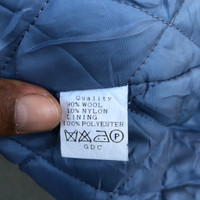 Quality
90% WOOL
10% NYLON
LINING
100% POLYESTER
P
GDC